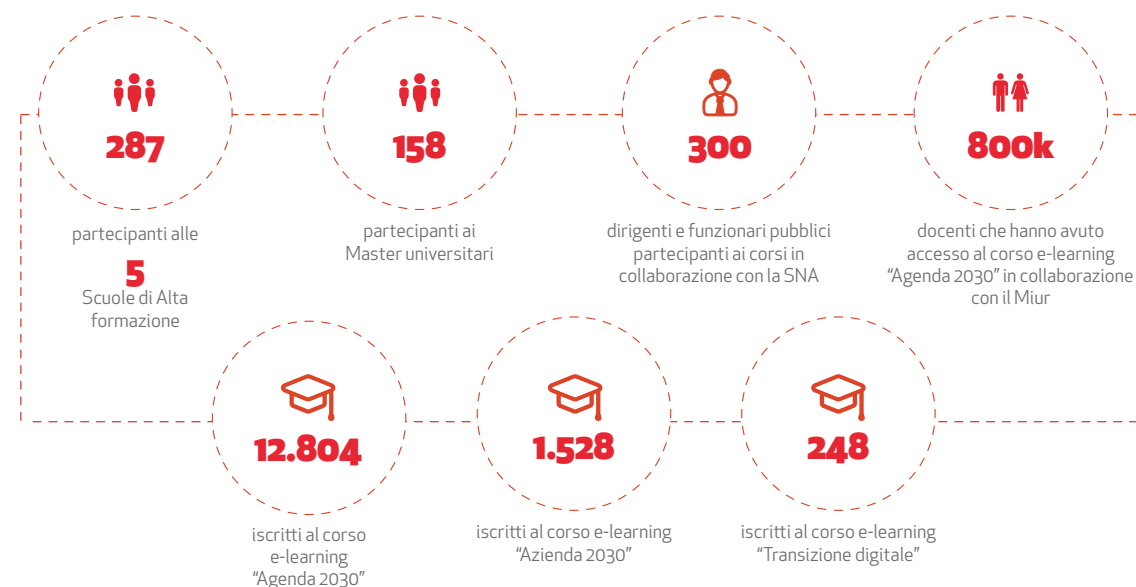 287
partecipanti alle
5
Scuole di Alta
formazione
158
partecipanti ai
Master universitari
300
dirigenti e funzionari pubblici
partecipanti ai corsi in
collaborazione con la SNA
800k
docenti che hanno avuto
accesso al corso e-learning
“Agenda 2030” in collaborazione
con il Miur
12.804
iscritti al corso
e-learning
“Agenda 2030”
1.528
iscritti al corso e-learning
“Azienda 2030”
248
iscritti al corso e-learning
“Transizione digitale”